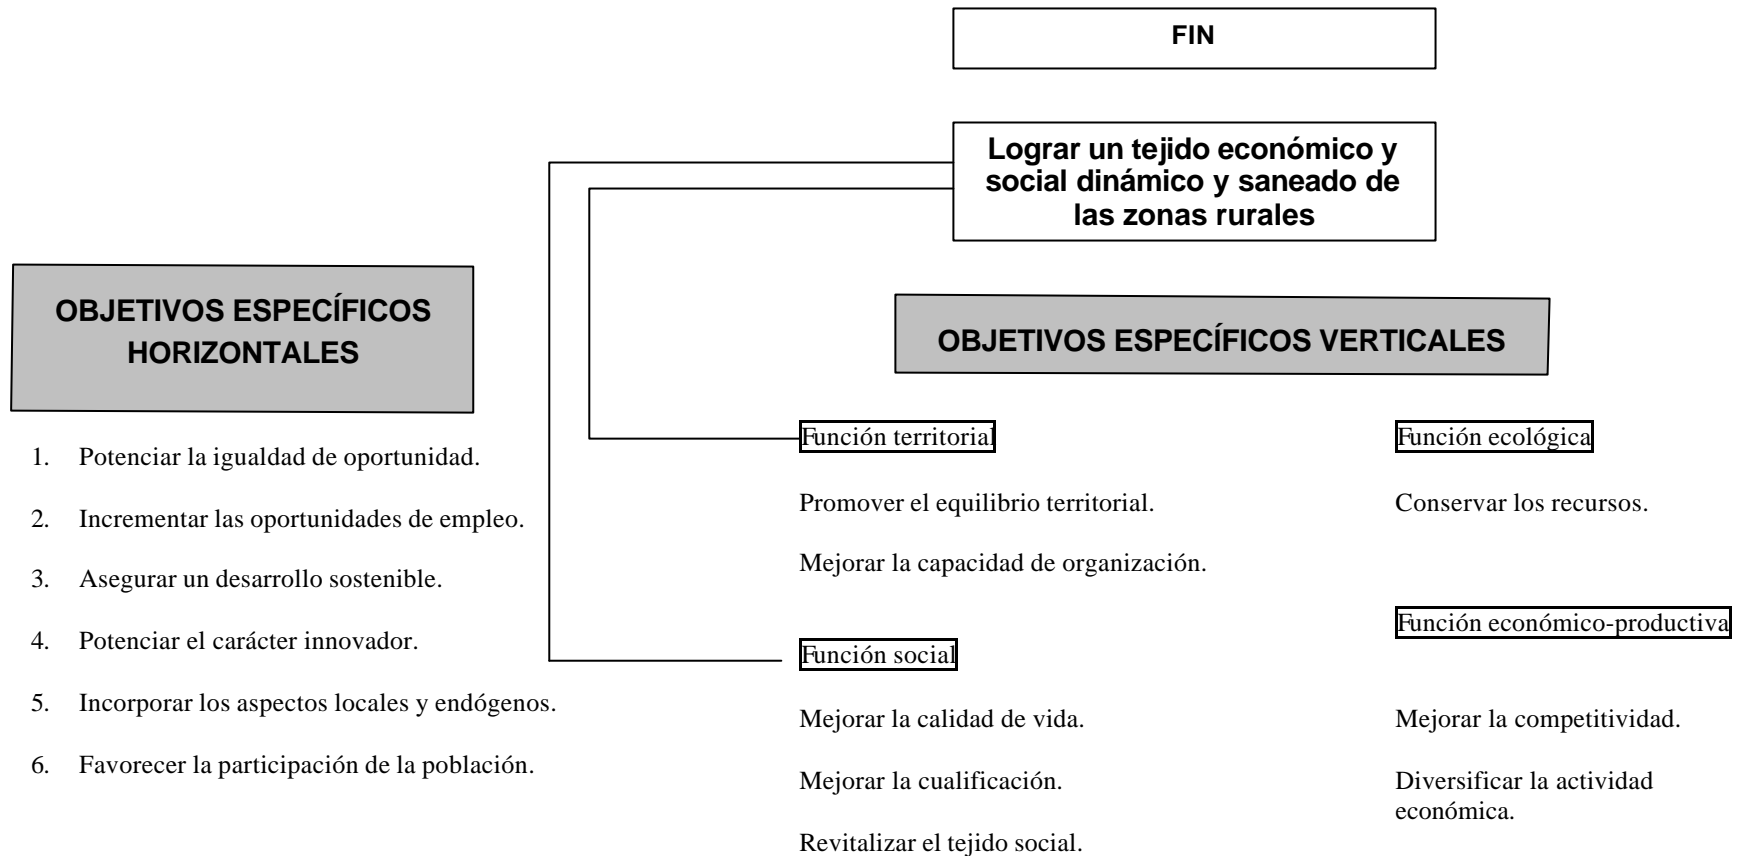 FIN
Lograr un tejido económico y
social dinámico y saneado de
las zonas rurales
OBJETIVOS ESPECÍFICOS
HORIZONTALES
1. Potenciar la igualdad de oportunidad.
2. Incrementar las oportunidades de empleo.
3. Asegurar un desarrollo sostenible.
4. Potenciar el carácter innovador.
5. Incorporar los aspectos locales y endógenos.
6. Favorecer la participación de la población.
OBJETIVOS ESPECÍFICOS VERTICALES
Función territorial
Promover el equilibrio territorial.
Mejorar la capacidad de organización.
Función social
Mejorar la calidad de vida.
Mejorar la cualificación.
Revitalizar el tejido social.
Función ecológica
Conservar los recursos.
Función económico-productiva
Mejorar la competitividad.
Diversificar la actividad
económica.